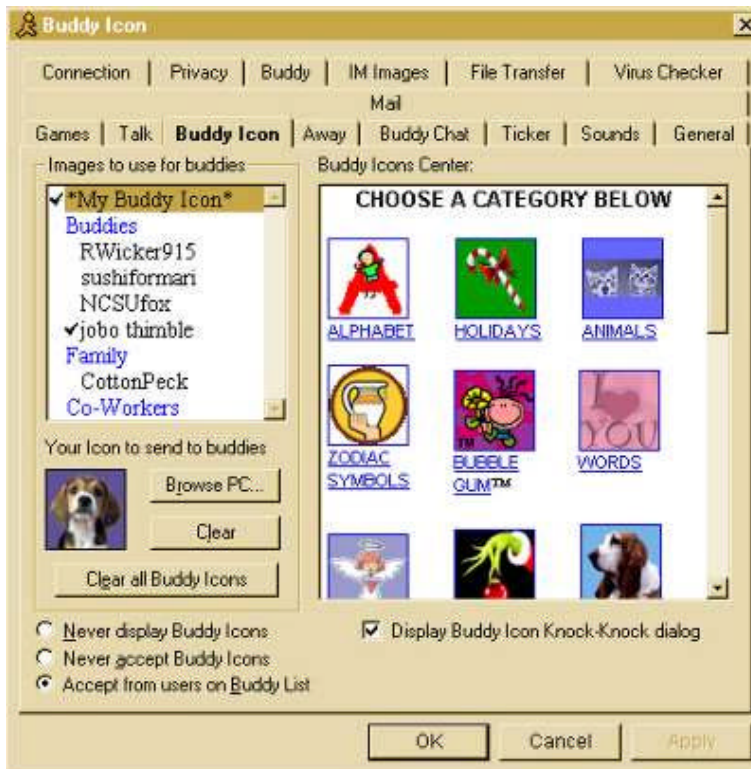 Buddy Icon
Connection Privacy Buddy IM Images File Transfer Virus Checker
Mail
Games Talk Buddy Icon Away Buddy Chat Ticker Sounds General
Images to use for buddies
*My Buddy Icon*
Buddies
RWicker915
sushiformari
NCSUfox
jobo thimble
Family
CottonPeck
Co-Workers
Your Icon to send to buddies
Browse PC...
Clear
Clear all Buddy Icons
Buddy Icons Center:
CHOOSE A CATEGORY BELOW
A
ALPHABET HOLIDAYS ANIMALS
TM
I
LOVE
YOU
ZODIAC SYMBOLS
BUBBLE GUM™
WORDS
Never display Buddy Icons
Never accept Buddy Icons
Accept from users on Buddy List
Display Buddy Icon Knock-Knock dialog
OK Cancel Apply